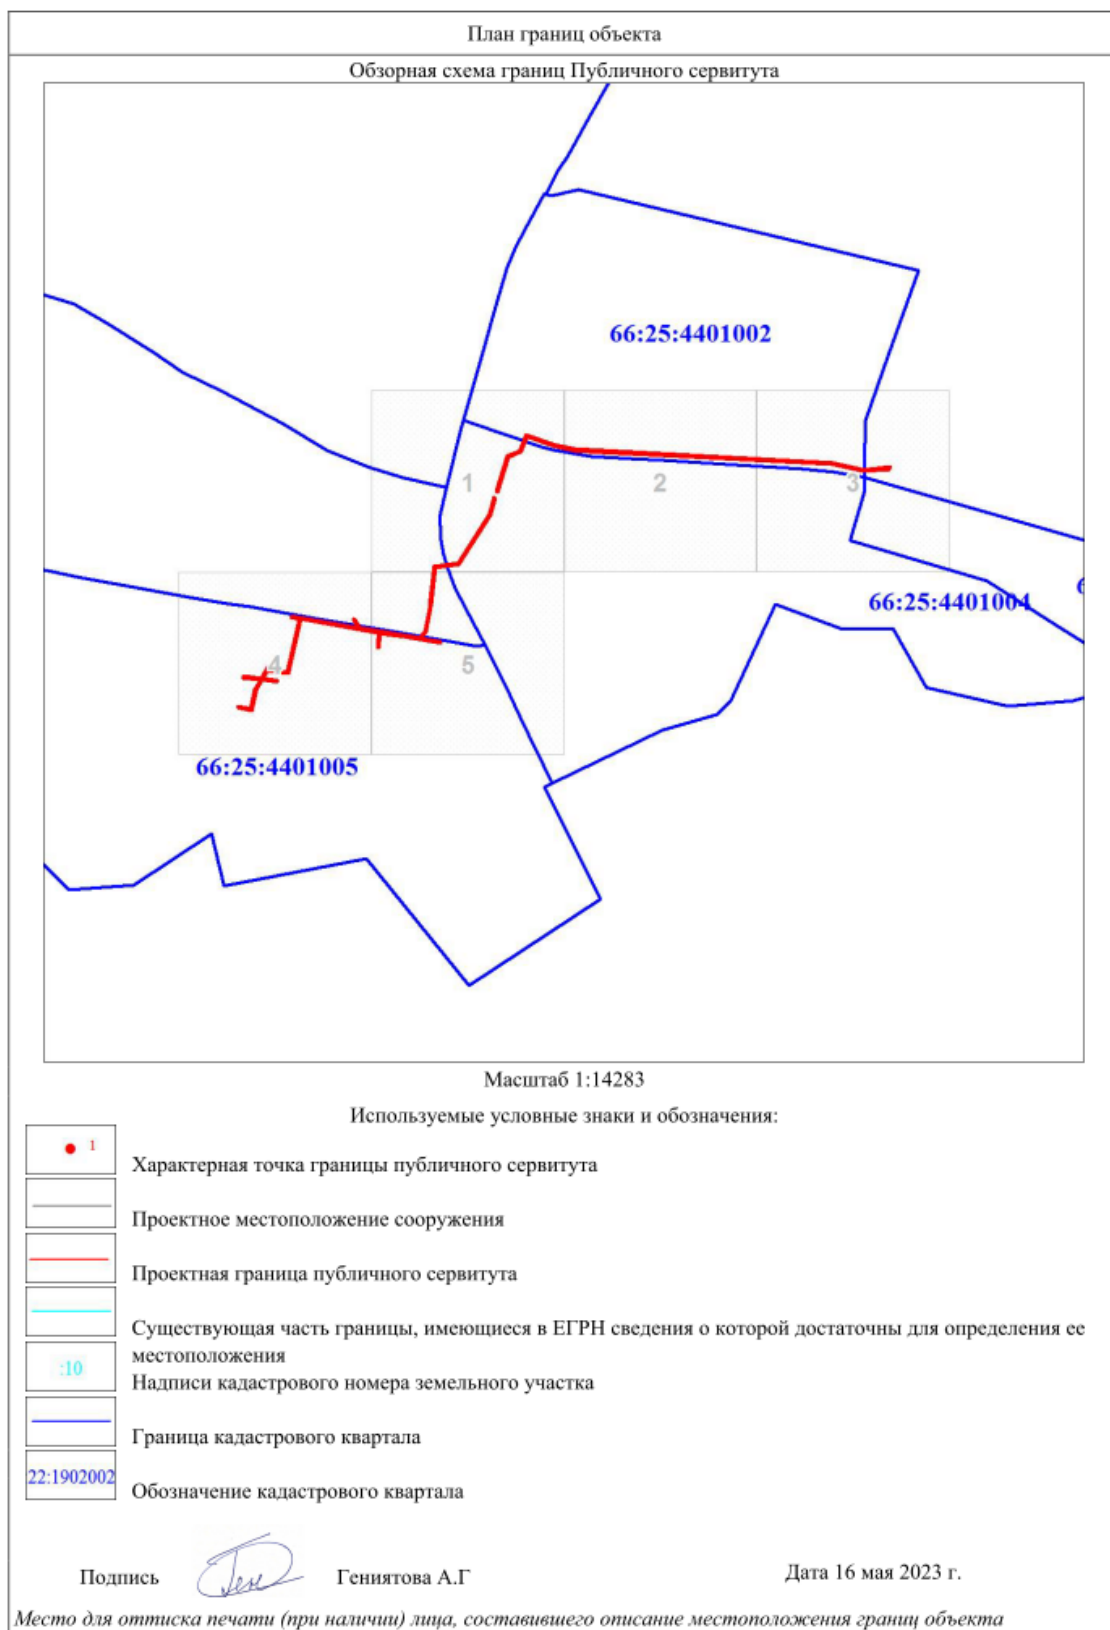 План границ объекта
Обзорная схема границ Публичного сервитута
66:25:4401002
1
2
3
66:25:4401004
6
4
5
66:25:4401005
Масштаб 1:14283
Используемые условные знаки и обозначения:
1
Характерная точка границы публичного сервитута
Проектное местоположение сооружения
Проектная граница публичного сервитута
Существующая часть границы, имеющиеся в ЕГРН сведения о которой достаточны для определения ее
местоположения
:10
Надписи кадастрового номера земельного участка
Граница кадастрового квартала
22:1902002
Обозначение кадастрового квартала
Подпись Гениятова А.Г Дата 16 мая 2023 г.
Место для оттиска печати (при наличии) лица, составившего описание местоположения границ объекта